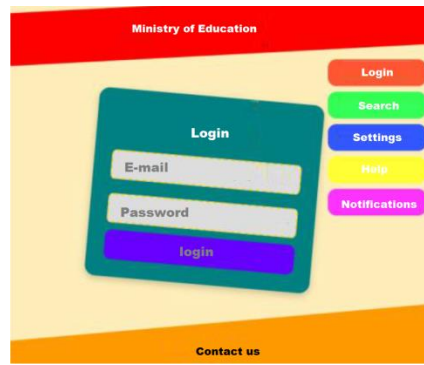 Ministry of Education
Login
Search
Settings
Help
Notifications
Login
E-mail
Password
login
Contact us